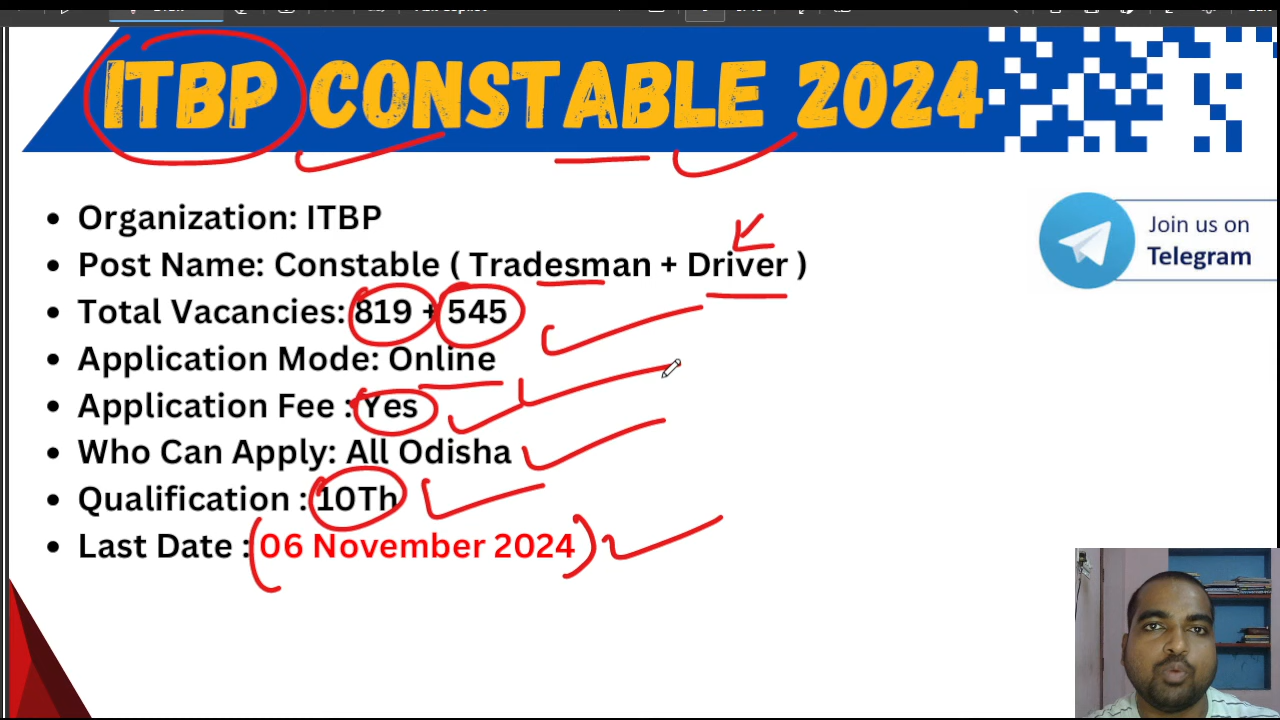 ITBP CONSTABLE 2024
• Organization: ITBP
• Post Name: Constable ( Tradesman + Driver )
• Total Vacancies: 819 + 545
• Application Mode: Online
• Application Fee : Yes
• Who Can Apply: All Odisha
• Qualification : 10Th
• Last Date : 06 November 2024
Join us on
Telegram